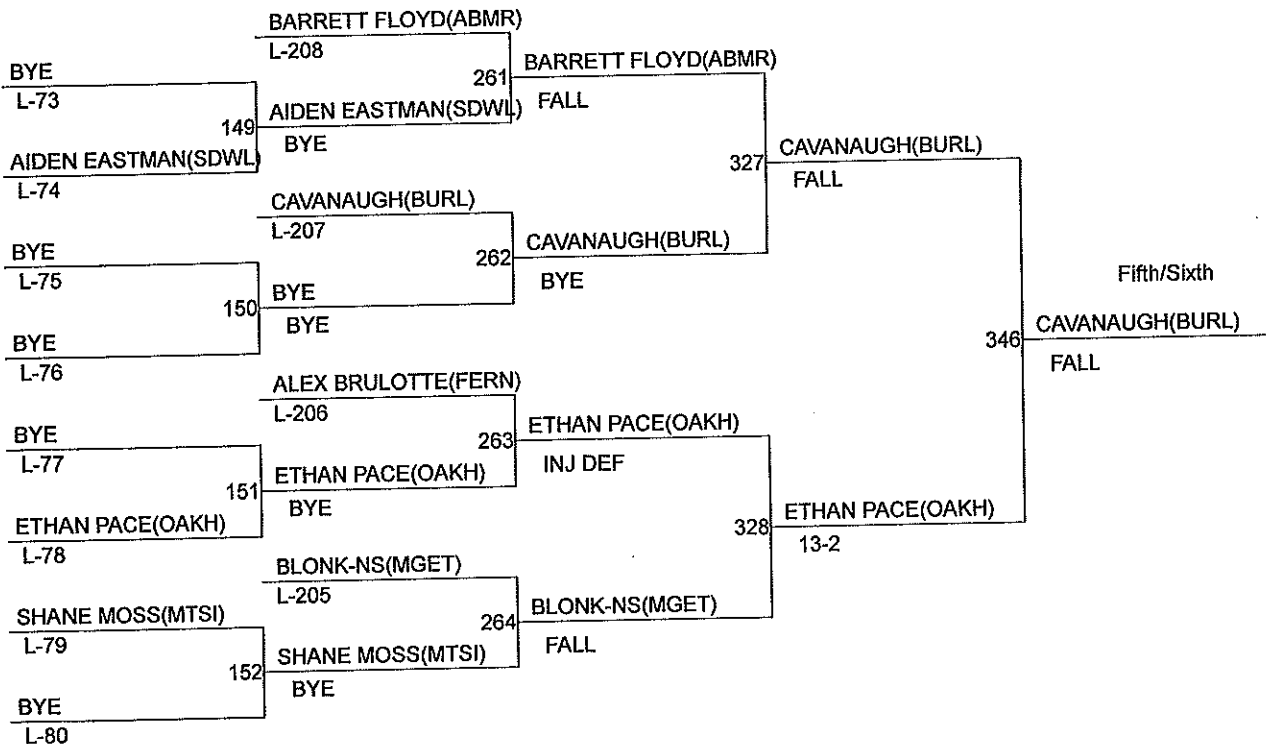 BARRETT FLOYD(ABMR)
L-208
BYE
L-73
261
BARRETT FLOYD(ABMR)
FALL
149
AIDEN EASTMAN(SDWL)
BYE
AIDEN EASTMAN(SDWL)
L-74
327
CAVANAUGH(BURL)
FALL
CAVANAUGH(BURL)
L-207
BYE
L-75
262
CAVANAUGH(BURL)
BYE
150
BYE
BYE
BYE
L-76
Fifth/Sixth
346
CAVANAUGH(BURL)
FALL
ALEX BRULOTTE(FERN)
L-206
BYE
L-77
263
ETHAN PACE(OAKH)
INJ DEF
151
ETHAN PACE(OAKH)
BYE
ETHAN PACE(OAKH)
L-78
328
ETHAN PACE(OAKH)
13-2
BLONK-NS(MGET)
L-205
SHANE MOSS(MTSI)
L-79
264
BLONK-NS(MGET)
FALL
152
SHANE MOSS(MTSI)
BYE
BYE
L-80